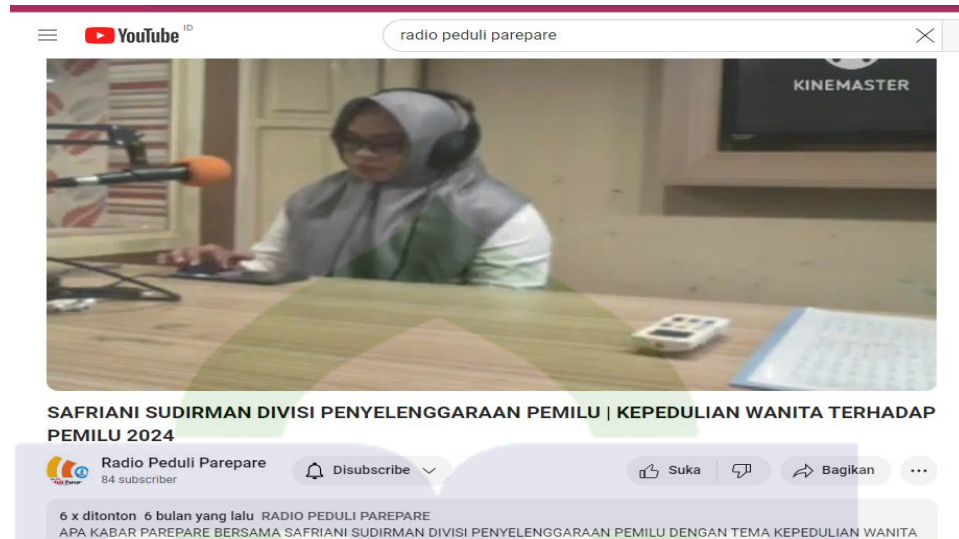 YouTube ID
radio peduli parepare
KINEMASTER
SAFRIANI SUDIRMAN DIVISI PENYELENGGARAAN PEMILU | KEPEDULIAN WANITA TERHADAP
PEMILU 2024
Radio Peduli Parepare
84 subscriber
Disubscribe
Suka
Bagikan
6 x ditonton 6 bulan yang lalu RADIO PEDULI PAREPARE
APA KABAR PAREPARE BERSAMA SAFRIANI SUDIRMAN DIVISI PENYELENGGARAAN PEMILU DENGAN TEMA KEPEDULIAN WANITA